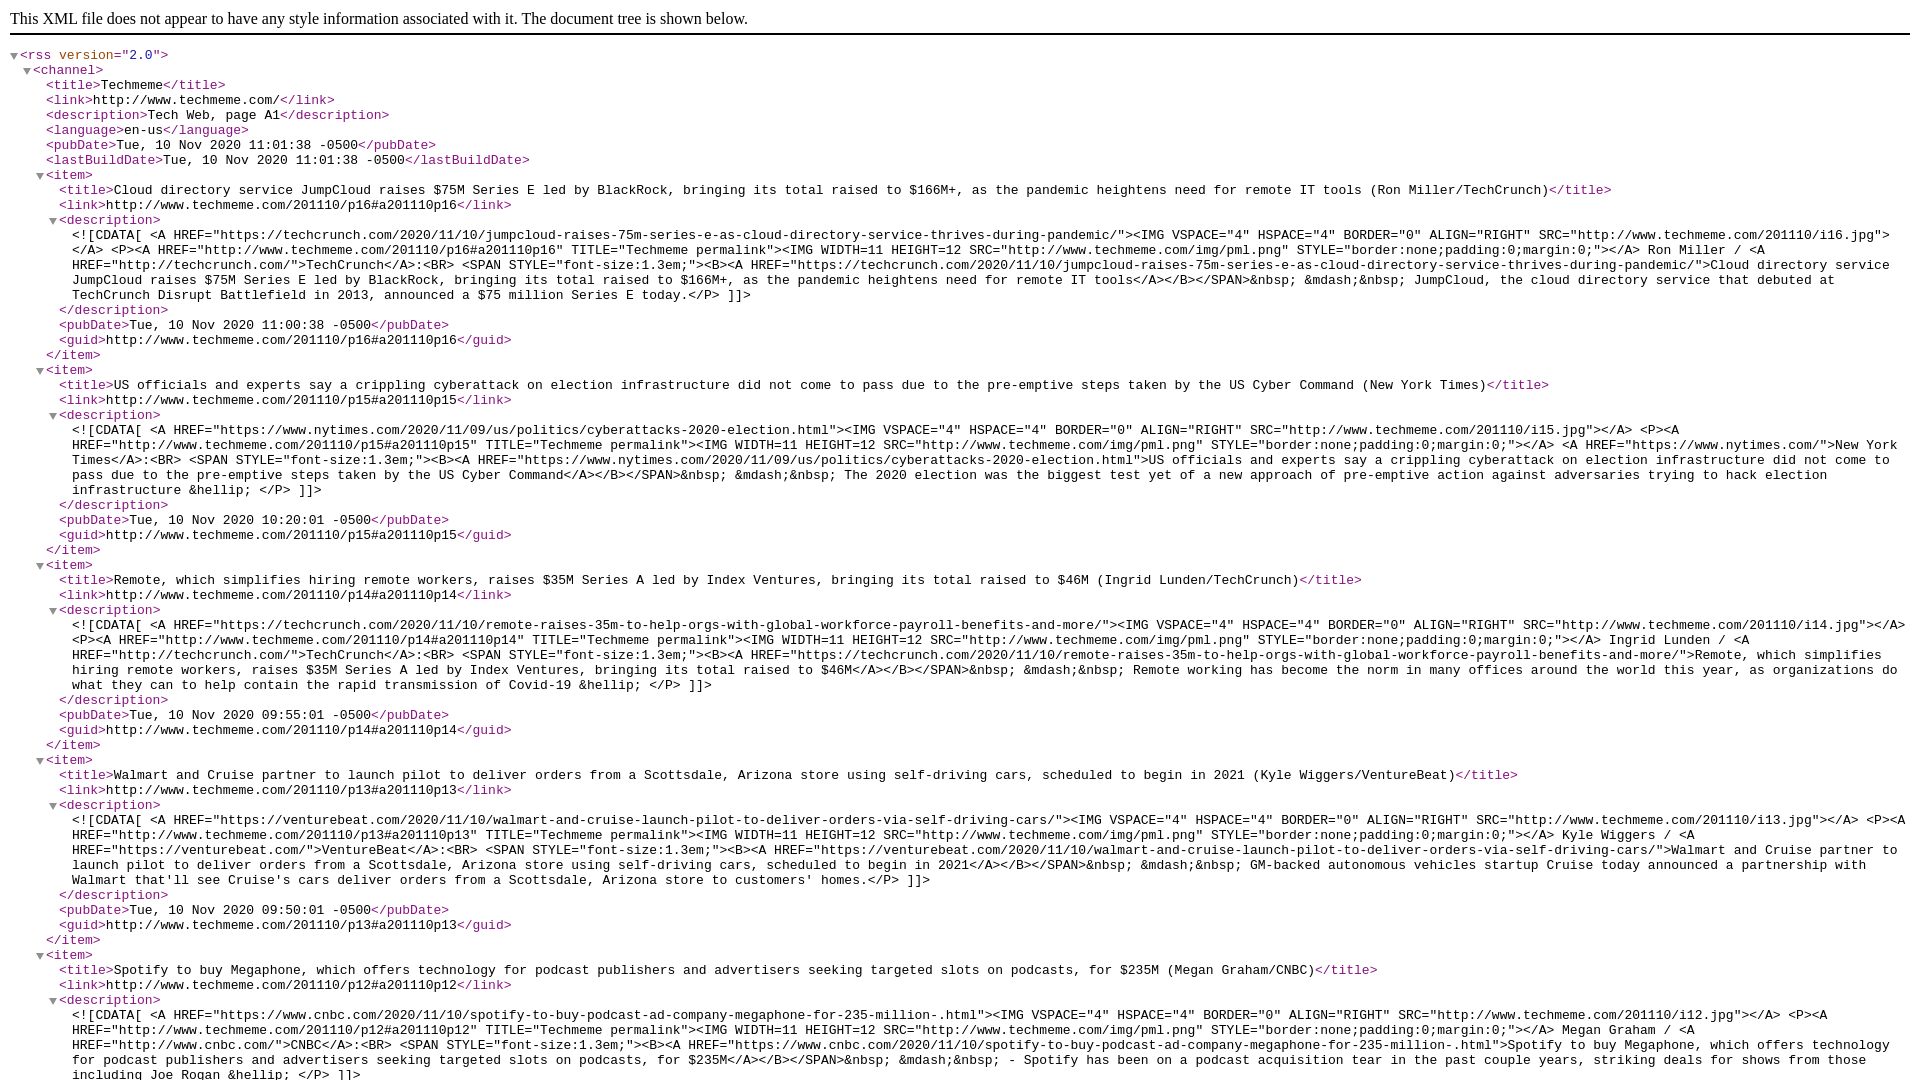 This XML file does not appear to have any style information associated with it. The document tree is shown below.
<rss version="2.0">
<channel>
<title>Techmeme</title>
<link>http://www.techmeme.com/</link>
<description>Tech Web, page A1</description>
<language>en-us</language>
<pubDate>Tue, 10 Nov 2020 11:01:38 -0500</pubDate>
<lastBuildDate>Tue, 10 Nov 2020 11:01:38 -0500</lastBuildDate>
<item>
<title>Cloud directory service JumpCloud raises $75M Series E led by BlackRock, bringing its total raised to $166M+, as the pandemic heightens need for remote IT tools (Ron Miller/TechCrunch)</title>
<link>http://www.techmeme.com/201110/p16#a201110p16</link>
<description>
<![CDATA[ <A HREF="https://techcrunch.com/2020/11/10/jumpcloud-raises-75m-series-e-as-cloud-directory-service-thrives-during-pandemic/"><IMG VSPACE="4" HSPACE="4" BORDER="0" ALIGN="RIGHT" SRC="http://www.techmeme.com/201110/i16.jpg">
</A> <P><A HREF="http://www.techmeme.com/201110/p16#a201110p16" TITLE="Techmeme permalink"><IMG WIDTH=11 HEIGHT=12 SRC="http://www.techmeme.com/img/pml.png" STYLE="border:none;padding:0;margin:0;"></A> Ron Miller / <A
HREF="http://techcrunch.com/">TechCrunch</A>:<BR> <SPAN STYLE="font-size:1.3em;"><B><A HREF="https://techcrunch.com/2020/11/10/jumpcloud-raises-75m-series-e-as-cloud-directory-service-thrives-during-pandemic/">Cloud directory service
JumpCloud raises $75M Series E led by BlackRock, bringing its total raised to $166M+, as the pandemic heightens need for remote IT tools</A></B></SPAN>&nbsp; &mdash;&nbsp; JumpCloud, the cloud directory service that debuted at
TechCrunch Disrupt Battlefield in 2013, announced a $75 million Series E today.</P> ]]>
</description>
<pubDate>Tue, 10 Nov 2020 11:00:38 -0500</pubDate>
<guid>http://www.techmeme.com/201110/p16#a201110p16</guid>
</item>
<item>
<title>US officials and experts say a crippling cyberattack on election infrastructure did not come to pass due to the pre-emptive steps taken by the US Cyber Command (New York Times)</title>
<link>http://www.techmeme.com/201110/p15#a201110p15</link>
<description>
<![CDATA[ <A HREF="https://www.nytimes.com/2020/11/09/us/politics/cyberattacks-2020-election.html"><IMG VSPACE="4" HSPACE="4" BORDER="0" ALIGN="RIGHT" SRC="http://www.techmeme.com/201110/i15.jpg"></A> <P><A
HREF="http://www.techmeme.com/201110/p15#a201110p15" TITLE="Techmeme permalink"><IMG WIDTH=11 HEIGHT=12 SRC="http://www.techmeme.com/img/pml.png" STYLE="border:none;padding:0;margin:0;"></A> <A HREF="https://www.nytimes.com/">New York
Times</A>:<BR> <SPAN STYLE="font-size:1.3em;"><B><A HREF="https://www.nytimes.com/2020/11/09/us/politics/cyberattacks-2020-election.html">US officials and experts say a crippling cyberattack on election infrastructure did not come to
pass due to the pre-emptive steps taken by the US Cyber Command</A></B></SPAN>&nbsp; &mdash;&nbsp; The 2020 election was the biggest test yet of a new approach of pre-emptive action against adversaries trying to hack election
infrastructure &hellip; </P> ]]>
</description>
<pubDate>Tue, 10 Nov 2020 10:20:01 -0500</pubDate>
<guid>http://www.techmeme.com/201110/p15#a201110p15</guid>
</item>
<item>
<title>Remote, which simplifies hiring remote workers, raises $35M Series A led by Index Ventures, bringing its total raised to $46M (Ingrid Lunden/TechCrunch)</title>
<link>http://www.techmeme.com/201110/p14#a201110p14</link>
<description>
<![CDATA[ <A HREF="https://techcrunch.com/2020/11/10/remote-raises-35m-to-help-orgs-with-global-workforce-payroll-benefits-and-more/"><IMG VSPACE="4" HSPACE="4" BORDER="0" ALIGN="RIGHT" SRC="http://www.techmeme.com/201110/i14.jpg"></A>
<P><A HREF="http://www.techmeme.com/201110/p14#a201110p14" TITLE="Techmeme permalink"><IMG WIDTH=11 HEIGHT=12 SRC="http://www.techmeme.com/img/pml.png" STYLE="border:none;padding:0;margin:0;"></A> Ingrid Lunden / <A
HREF="http://techcrunch.com/">TechCrunch</A>:<BR> <SPAN STYLE="font-size:1.3em;"><B><A HREF="https://techcrunch.com/2020/11/10/remote-raises-35m-to-help-orgs-with-global-workforce-payroll-benefits-and-more/">Remote, which simplifies
hiring remote workers, raises $35M Series A led by Index Ventures, bringing its total raised to $46M</A></B></SPAN>&nbsp; &mdash;&nbsp; Remote working has become the norm in many offices around the world this year, as organizations do
what they can to help contain the rapid transmission of Covid-19 &hellip; </P> ]]>
</description>
<pubDate>Tue, 10 Nov 2020 09:55:01 -0500</pubDate>
<guid>http://www.techmeme.com/201110/p14#a201110p14</guid>
</item>
<item>
<title>Walmart and Cruise partner to launch pilot to deliver orders from a Scottsdale, Arizona store using self-driving cars, scheduled to begin in 2021 (Kyle Wiggers/VentureBeat)</title>
<link>http://www.techmeme.com/201110/p13#a201110p13</link>
<description>
<![CDATA[ <A HREF="https://venturebeat.com/2020/11/10/walmart-and-cruise-launch-pilot-to-deliver-orders-via-self-driving-cars/"><IMG VSPACE="4" HSPACE="4" BORDER="0" ALIGN="RIGHT" SRC="http://www.techmeme.com/201110/i13.jpg"></A> <P><A
HREF="http://www.techmeme.com/201110/p13#a201110p13" TITLE="Techmeme permalink"><IMG WIDTH=11 HEIGHT=12 SRC="http://www.techmeme.com/img/pml.png" STYLE="border:none;padding:0;margin:0;"></A> Kyle Wiggers / <A
HREF="https://venturebeat.com/">VentureBeat</A>:<BR> <SPAN STYLE="font-size:1.3em;"><B><A HREF="https://venturebeat.com/2020/11/10/walmart-and-cruise-launch-pilot-to-deliver-orders-via-self-driving-cars/">Walmart and Cruise partner to
launch pilot to deliver orders from a Scottsdale, Arizona store using self-driving cars, scheduled to begin in 2021</A></B></SPAN>&nbsp; &mdash;&nbsp; GM-backed autonomous vehicles startup Cruise today announced a partnership with
Walmart that'll see Cruise's cars deliver orders from a Scottsdale, Arizona store to customers' homes.</P> ]]>
</description>
<pubDate>Tue, 10 Nov 2020 09:50:01 -0500</pubDate>
<guid>http://www.techmeme.com/201110/p13#a201110p13</guid>
</item>
<item>
<title>Spotify to buy Megaphone, which offers technology for podcast publishers and advertisers seeking targeted slots on podcasts, for $235M (Megan Graham/CNBC)</title>
<link>http://www.techmeme.com/201110/p12#a201110p12</link>
<description>
<![CDATA[ <A HREF="https://www.cnbc.com/2020/11/10/spotify-to-buy-podcast-ad-company-megaphone-for-235-million-.html"><IMG VSPACE="4" HSPACE="4" BORDER="0" ALIGN="RIGHT" SRC="http://www.techmeme.com/201110/i12.jpg"></A> <P><A
HREF="http://www.techmeme.com/201110/p12#a201110p12" TITLE="Techmeme permalink"><IMG WIDTH=11 HEIGHT=12 SRC="http://www.techmeme.com/img/pml.png" STYLE="border:none;padding:0;margin:0;"></A> Megan Graham / <A
HREF="http://www.cnbc.com/">CNBC</A>:<BR> <SPAN STYLE="font-size:1.3em;"><B><A HREF="https://www.cnbc.com/2020/11/10/spotify-to-buy-podcast-ad-company-megaphone-for-235-million-.html">Spotify to buy Megaphone, which offers technology
for podcast publishers and advertisers seeking targeted slots on podcasts, for $235M</A></B></SPAN>&nbsp; &mdash;&nbsp; - Spotify has been on a podcast acquisition tear in the past couple years, striking deals for shows from those
including Joe Rogan &hellip; </P> ]]>